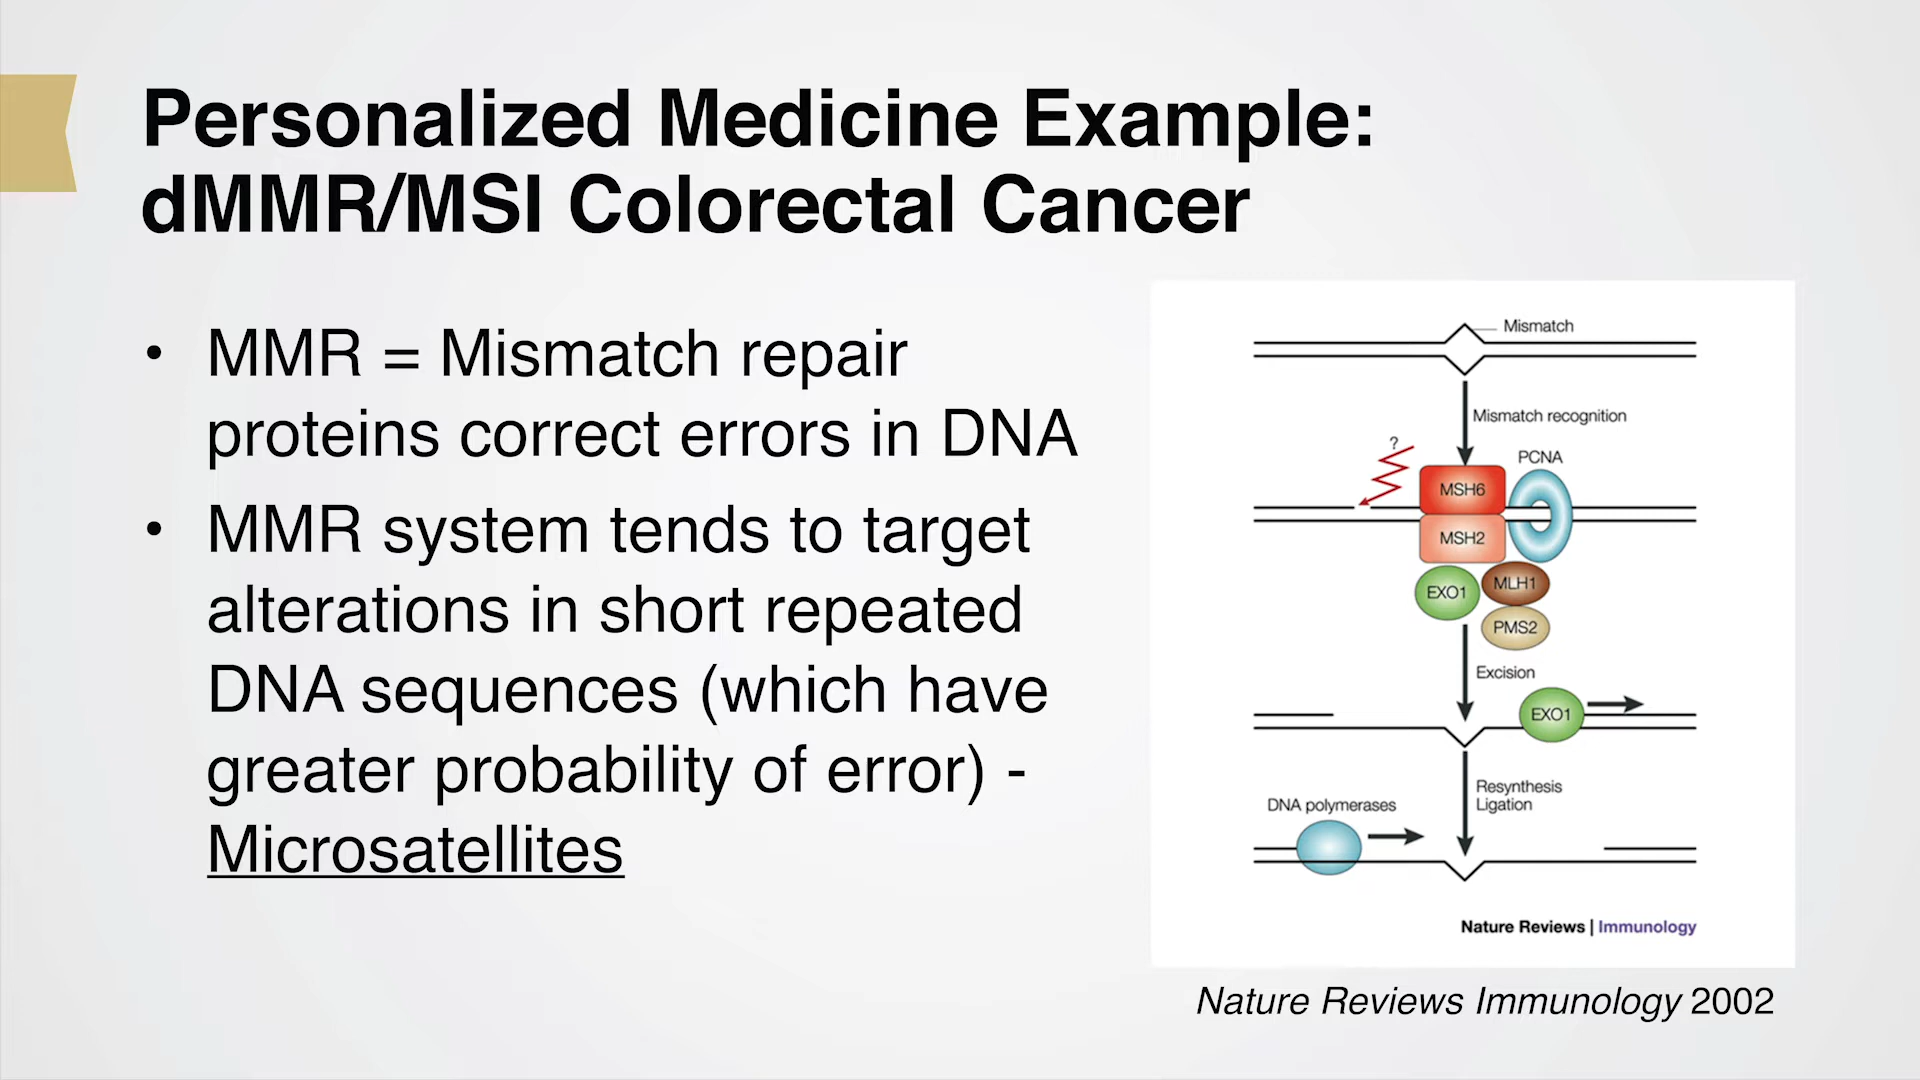 Personalized Medicine Example:
dMMR/MSI Colorectal Cancer
• MMR = Mismatch repair
proteins correct errors in DNA
• MMR system tends to target
alterations in short repeated
DNA sequences (which have
greater probability of error) -
Microsatellites
Mismatch
Mismatch recognition
?
PCNA
MSH6
MSH2
EXO1
MLH1
PMS2
Excision
EXO1
Resynthesis
Ligation
DNA polymerases
Nature Reviews | Immunology
Nature Reviews Immunology 2002